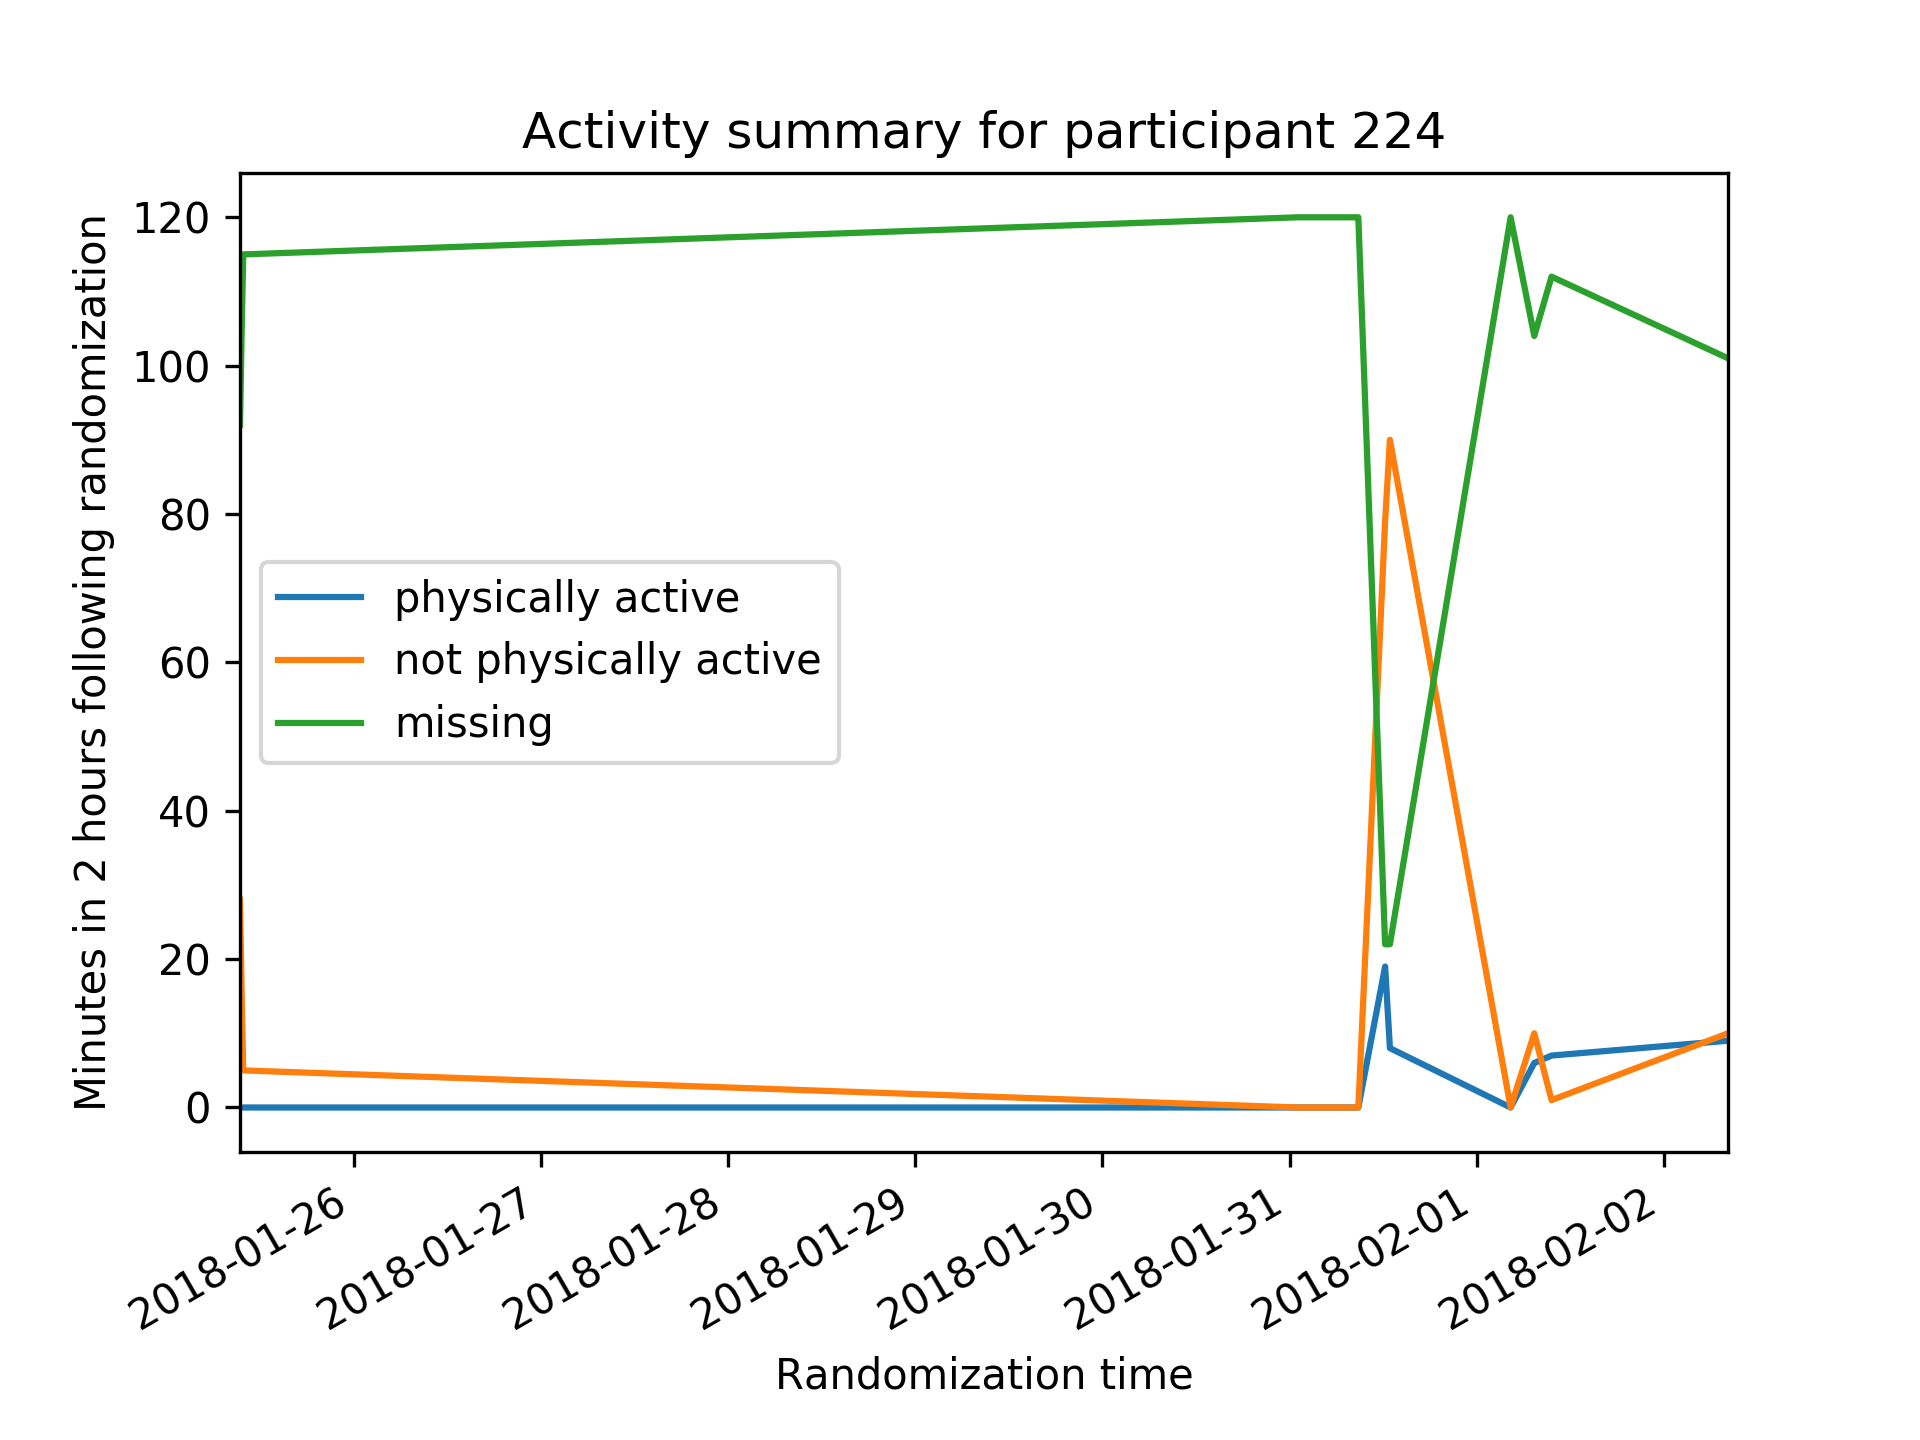 Activity summary for participant 224
Minutes in 2 hours following randomization
120
100
80
60
40
20
0
physically active
not physically active
missing
2018-01-26
2018-01-27
2018-01-28
2018-01-29
2018-01-30
2018-01-31
2018-02-01
2018-02-02
Randomization time